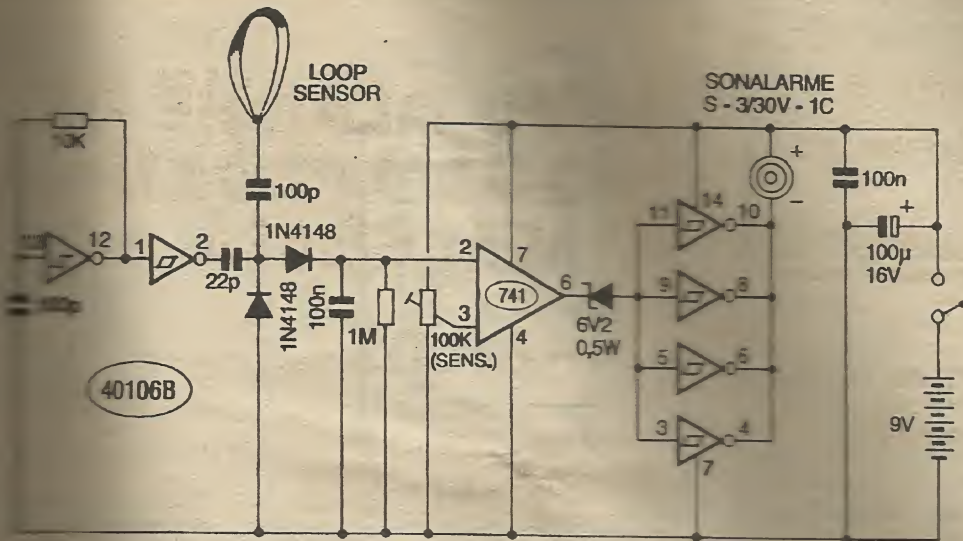 LOOP
SENSOR
SONALARME
S - 3/30V - 1C
12
1
2
22p
100p
1N4148
1N4148
100n
1M
100K
(SENS.)
2
3
7
4
6
741
6V2
0,5W
11
14
10
9
8
5
6
3
4
7
+
-
100n
+
100µ
16V
9V
40106B